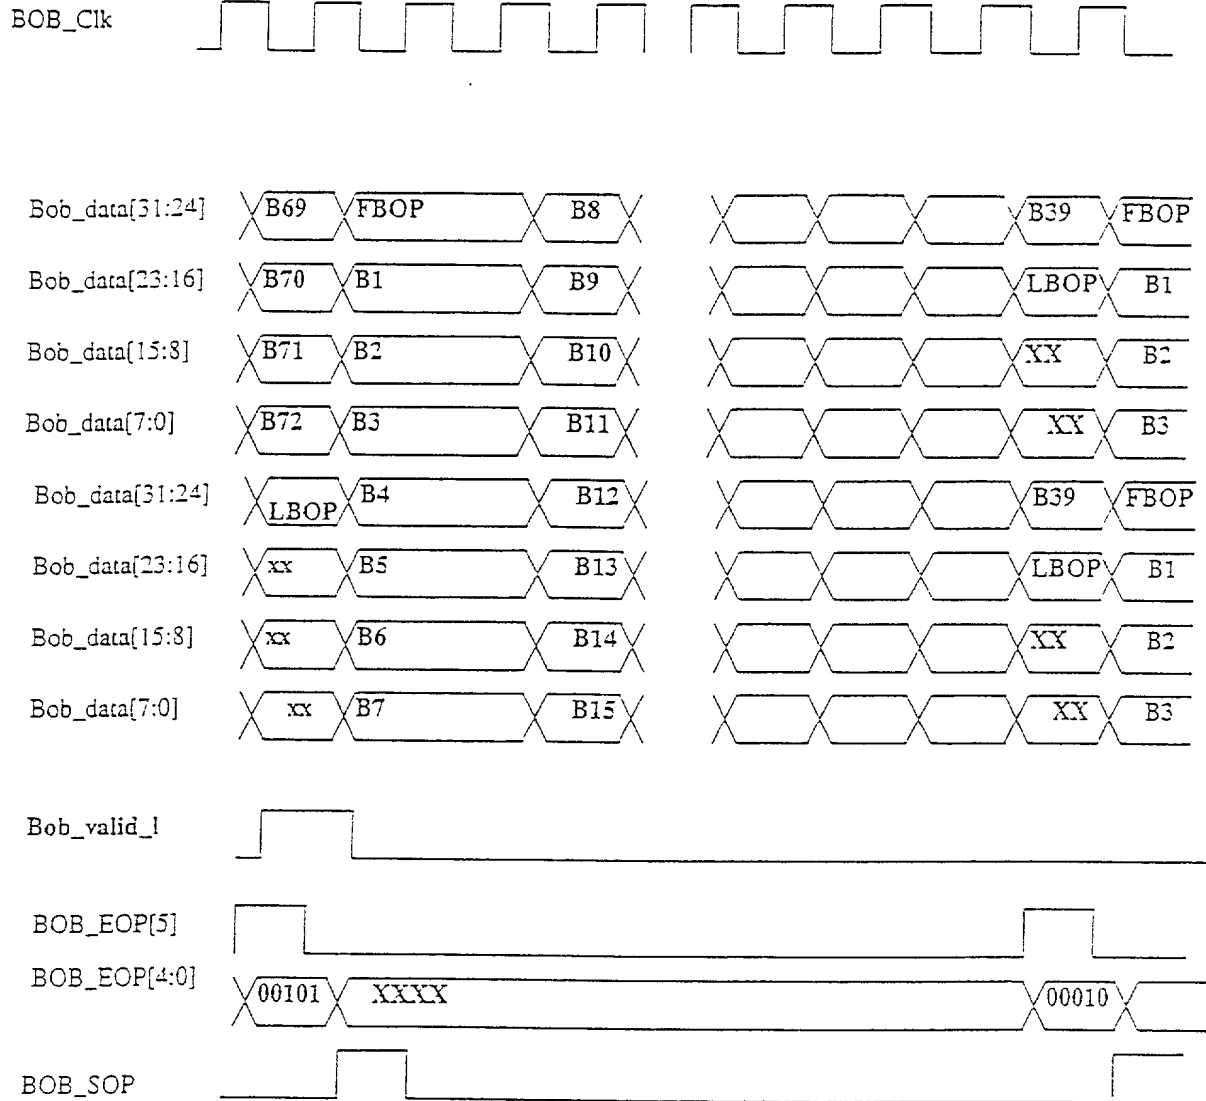 BOB_Clk
Bob_data[31:24] B69 FBOP B8 B39 FBOP
Bob_data[23:16] B70 B1 B9 LBOP B1
Bob_data[15:8] B71 B2 B10 XX B2
Bob_data[7:0] B72 B3 B11 XX B3
Bob_data[31:24] LBOP B4 B12 B39 FBOP
Bob_data[23:16] xx B5 B13 LBOP B1
Bob_data[15:8] xx B6 B14 XX B2
Bob_data[7:0] xx B7 B15 XX B3
Bob_valid_l
BOB_EOP[5]
BOB_EOP[4:0] 00101 XXXX 00010
BOB_SOP